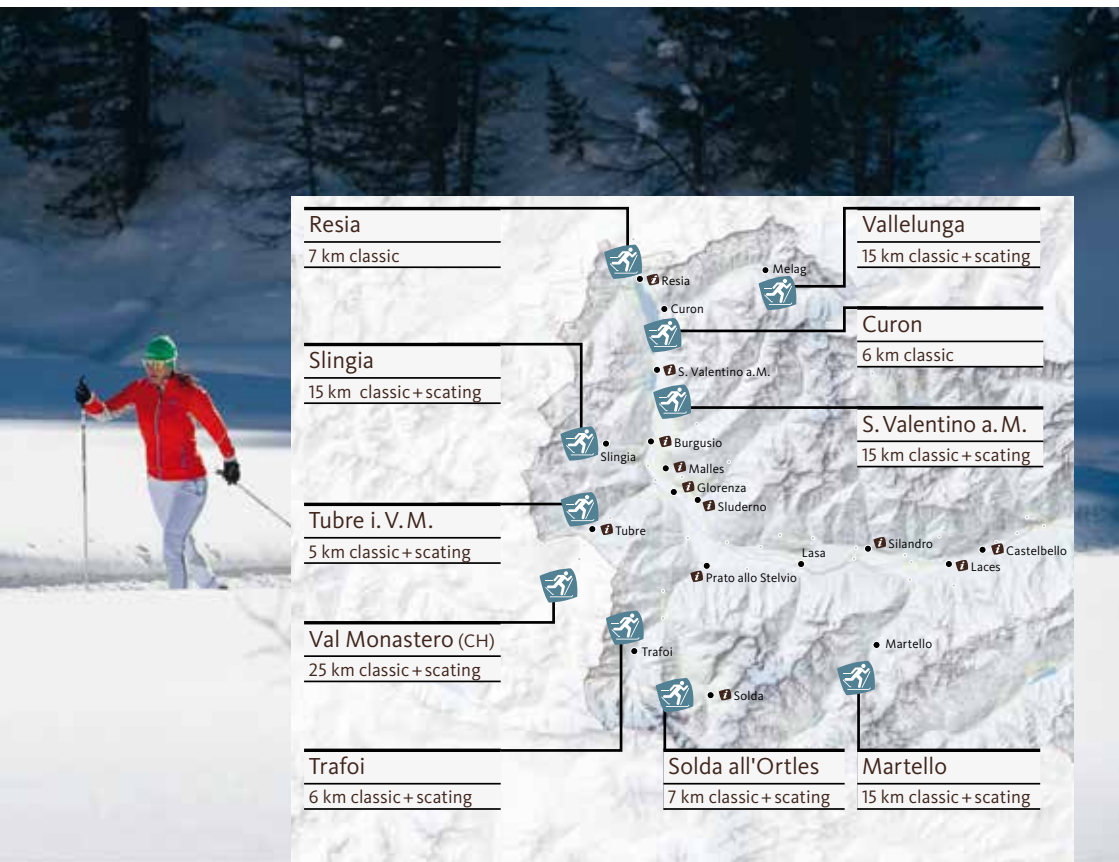 Resia
7 km classic
Vallelunga
15 km classic + scating
Curon
6 km classic
Slingia
15 km classic + scating
S. Valentino a. M.
15 km classic + scating
Tubre i. V. M.
5 km classic + scating
Val Monastero (CH)
25 km classic + scating
Trafoi
6 km classic + scating
Solda all'Ortles
7 km classic + scating
Martello
15 km classic + scating
Melag
i Resia
Curon
i S. Valentino a. M.
i Burgusio
Slingia
i Malles
i Glorenza
i Sluderno
i Tubre
Lasa
i Silandro
i Castelbello
i Laces
i Prato allo Stelvio
Martello
Trafoi
i Solda